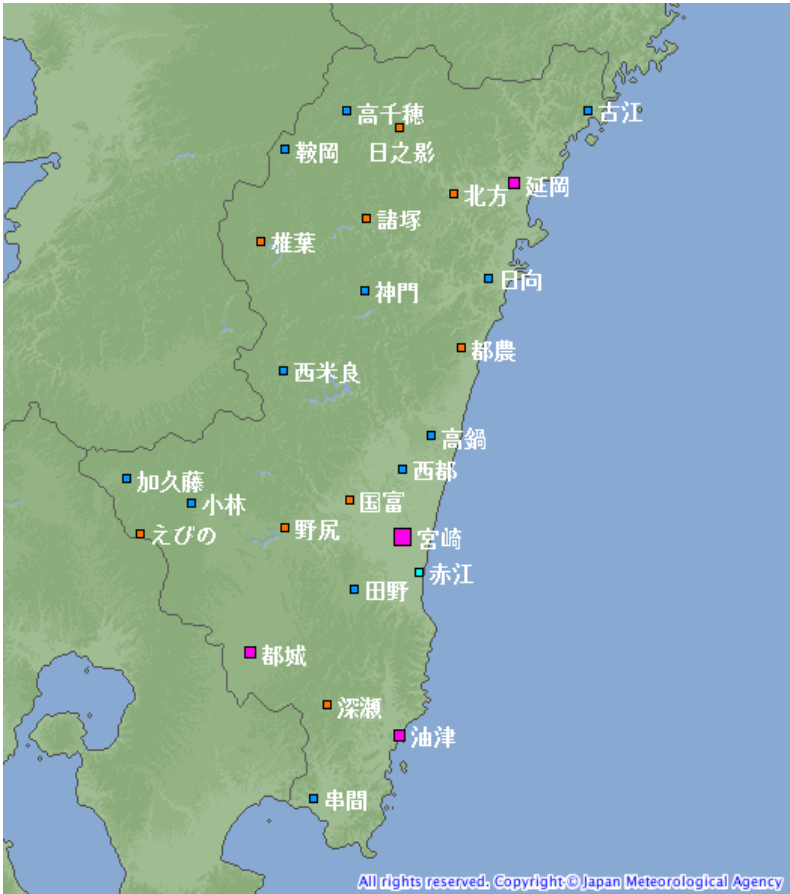 高千穂
古江
鞍岡
日之影
延岡
北方
諸塚
椎葉
日向
神門
都農
西米良
高鍋
西都
加久藤
小林
国富
えびの
野尻
宮崎
赤江
田野
都城
深瀬
油津
串間
All rights reserved. Copyright © Japan Meteorological Agency